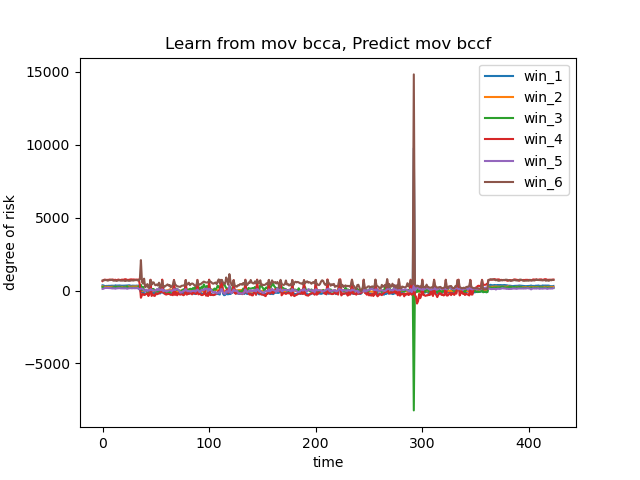 Learn from mov bcca, Predict mov bccf
degree of risk
15000
10000
5000
0
−5000
win_1
win_2
win_3
win_4
win_5
win_6
0
100
200
300
400
time